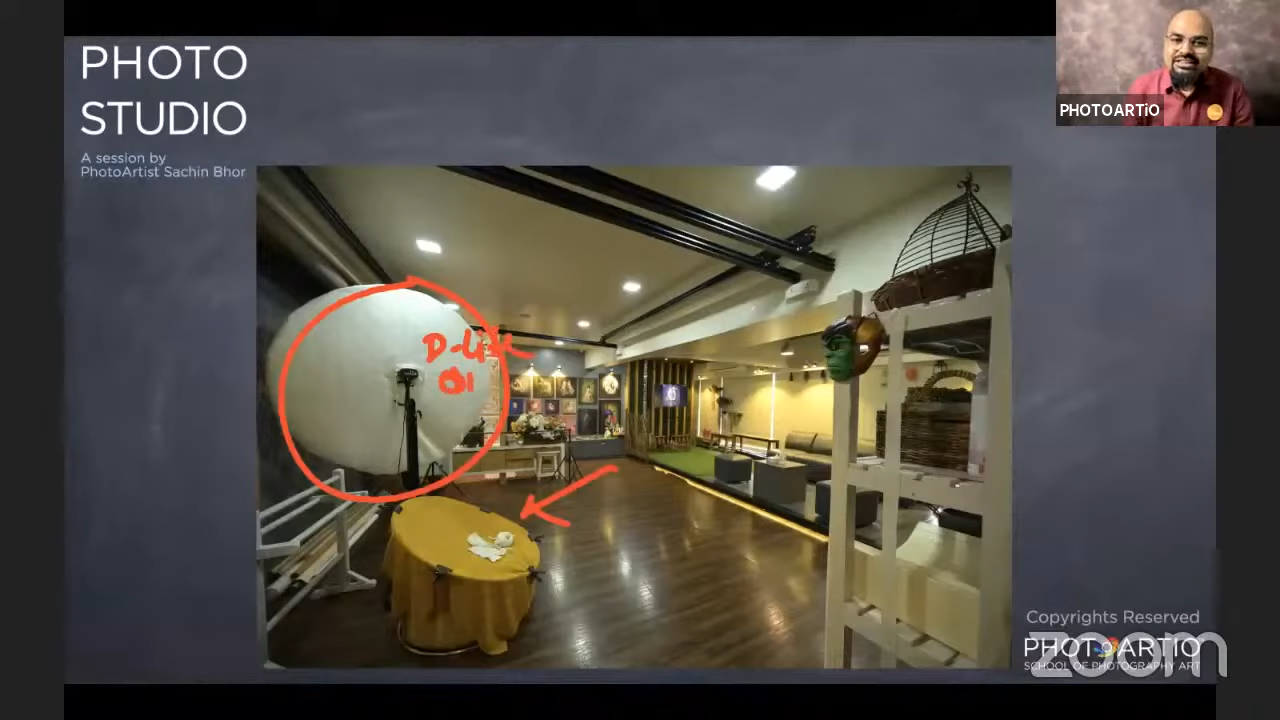 PHOTO
STUDIO
A session by
PhotoArtist Sachin Bhor
PHOTOARTiO
Copyrights Reserved
PHOTOARTIO
SCHOOL OF PHOTOGRAPHY ART
zoom